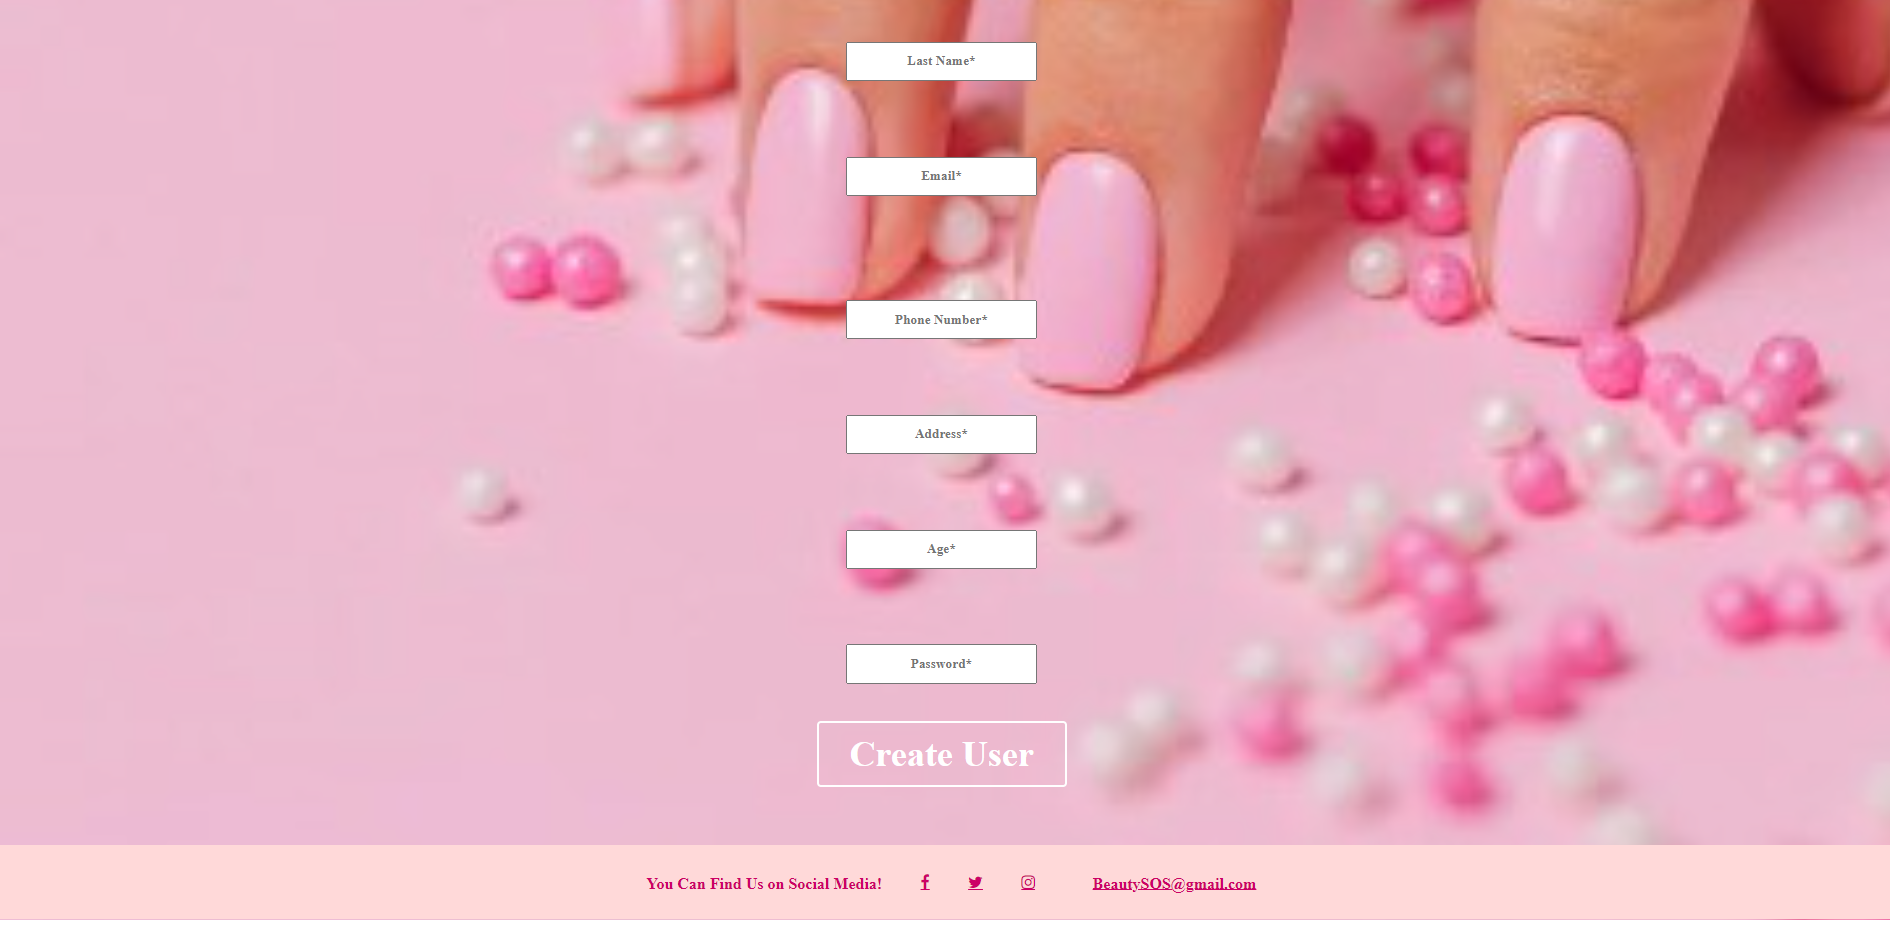 Last Name*
Email*
Phone Number*
Address*
Age*
Password*
Create User
You Can Find Us on Social Media! BeautySOS@gmail.com